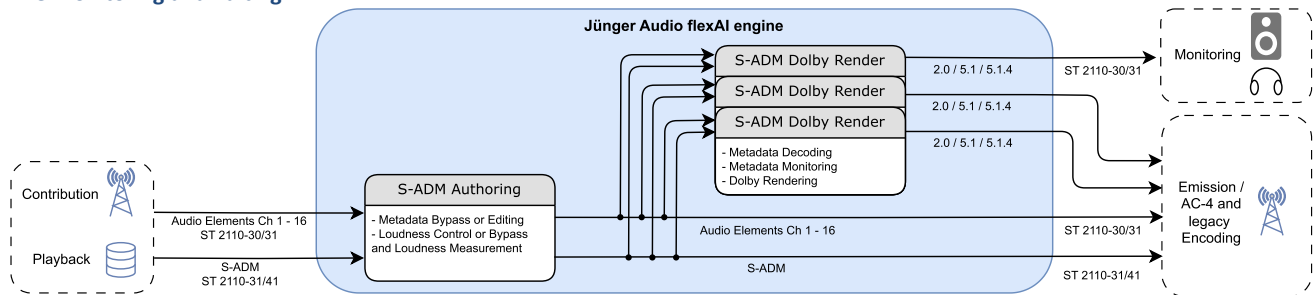 Jünger Audio flexAI engine
S-ADM Dolby Render
S-ADM Dolby Render
S-ADM Dolby Render
- Metadata Decoding
- Metadata Monitoring
- Dolby Rendering
2.0 / 5.1 / 5.1.4
2.0 / 5.1 / 5.1.4
2.0 / 5.1 / 5.1.4
ST 2110-30/31
Monitoring
Contribution
Playback
Audio Elements Ch 1 - 16
ST 2110-30/31
S-ADM
ST 2110-31/41
S-ADM Authoring
- Metadata Bypass or Editing
- Loudness Control or Bypass
and Loudness Measurement
Audio Elements Ch 1 - 16
S-ADM
ST 2110-30/31
ST 2110-31/41
Emission /
AC-4 and
legacy
Encoding